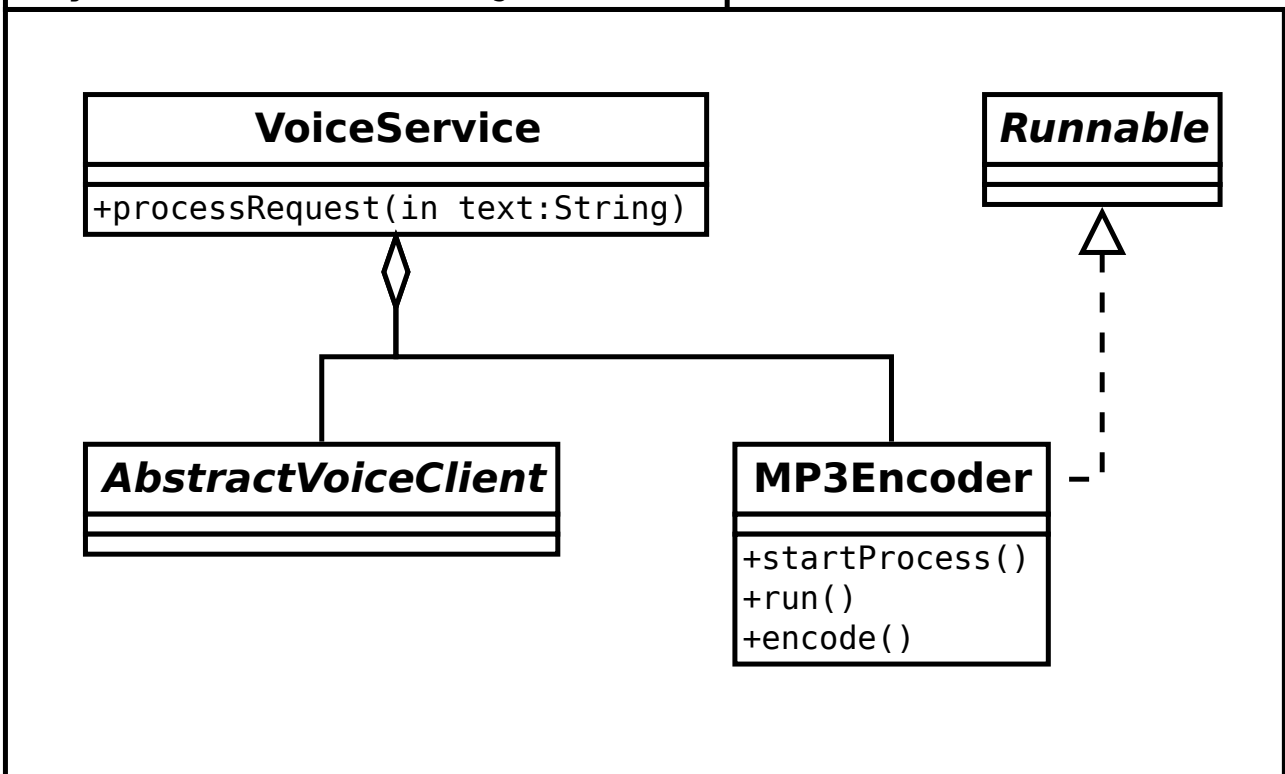 VoiceService
Runnable
+processRequest(in text:String)
AbstractVoiceClient
MP3Encoder
+startProcess()
+run()
+encode()